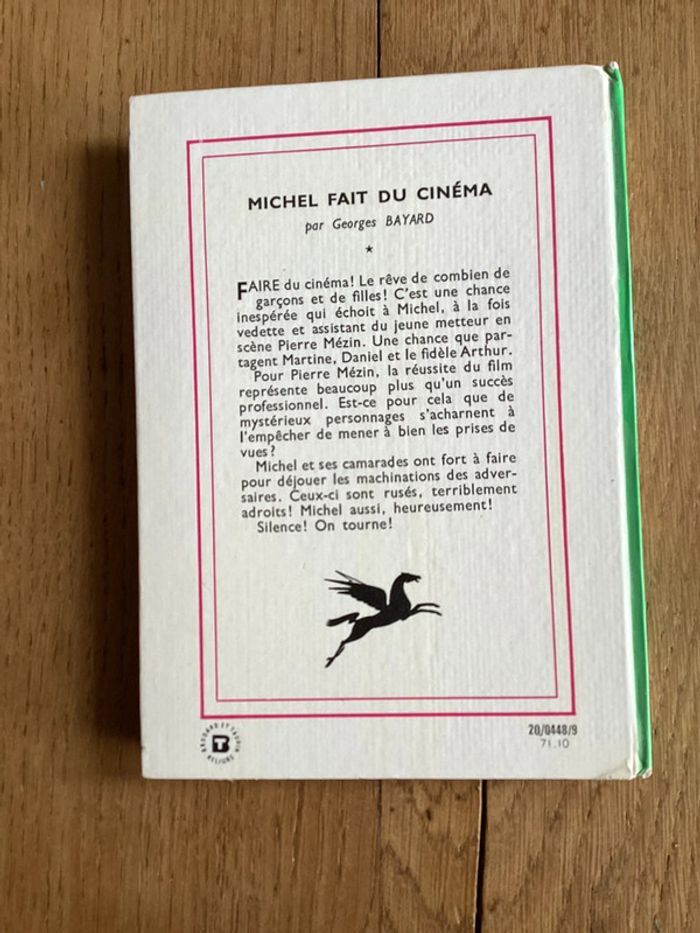 MICHEL FAIT DU CINÉMA
par Georges BAYARD
★
FAIRE du cinéma! Le rêve de combien de
garçons et de filles! C'est une chance
inespérée qui échoit à Michel, à la fois
vedette et assistant du jeune metteur en
scène Pierre Mézin. Une chance que par-
tagent Martine, Daniel et le fidèle Arthur.
Pour Pierre Mézin, la réussite du film
représente beaucoup plus qu'un succès
professionnel. Est-ce pour cela que de
mystérieux personnages s'acharnent à
l'empêcher de mener à bien les prises de
vues?
Michel et ses camarades ont fort à faire
pour déjouer les machinations des adver-
saires. Ceux-ci sont rusés, terriblement
adroits! Michel aussi, heureusement!
Silence! On tourne!
BRODARD ET TAUPIN
RELIURE
20/0448/9
71.10